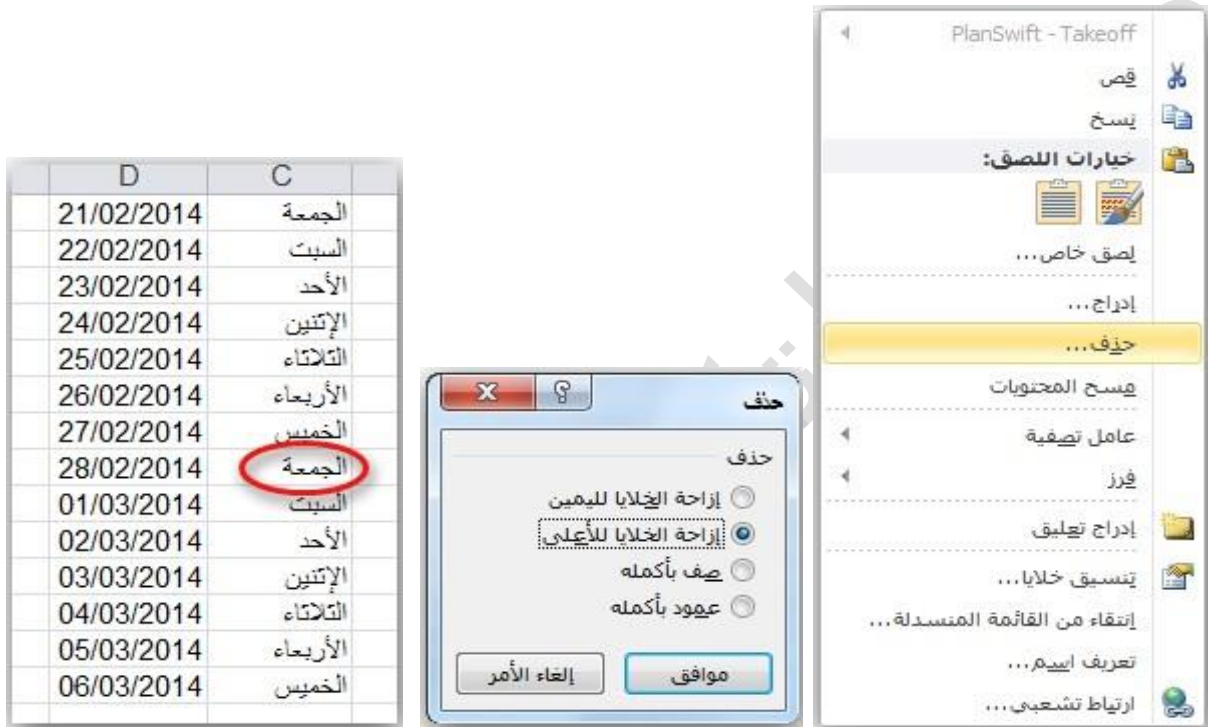 PlanSwift - Takeoff
قص
نسخ
خيارات اللصق:
لصق خاص...
إدراج...
حذف...
مسح المحتويات
عامل تصفية
فرز
إدراج تعليق
تنسيق خلايا...
إنتقاء من القائمة المنسدلة...
تعريف اسم...
ارتباط تشعبي...
حذف
حذف
إزاحة الخلايا لليمين
إزاحة الخلايا للأعلى
صف بأكمله
عمود بأكمله
موافق إلغاء الأمر
C D
الجمعة 21/02/2014
السبت 22/02/2014
الأحد 23/02/2014
الإثنين 24/02/2014
الثلاثاء 25/02/2014
الأربعاء 26/02/2014
الخميس 27/02/2014
الجمعة 28/02/2014
السبت 01/03/2014
الأحد 02/03/2014
الإثنين 03/03/2014
الثلاثاء 04/03/2014
الأربعاء 05/03/2014
الخميس 06/03/2014